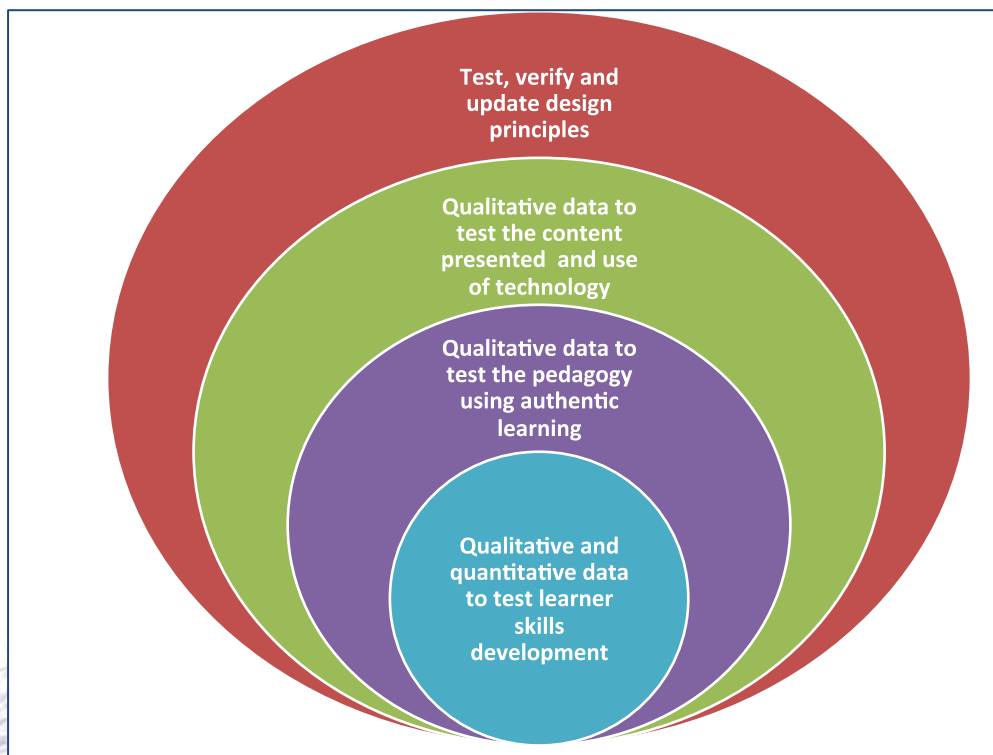 Test, verify and
update design
principles
Qualitative data to
test the content
presented and use
of technology
Qualitative data to
test the pedagogy
using authentic
learning
Qualitative and
quantitative data
to test learner
skills
development